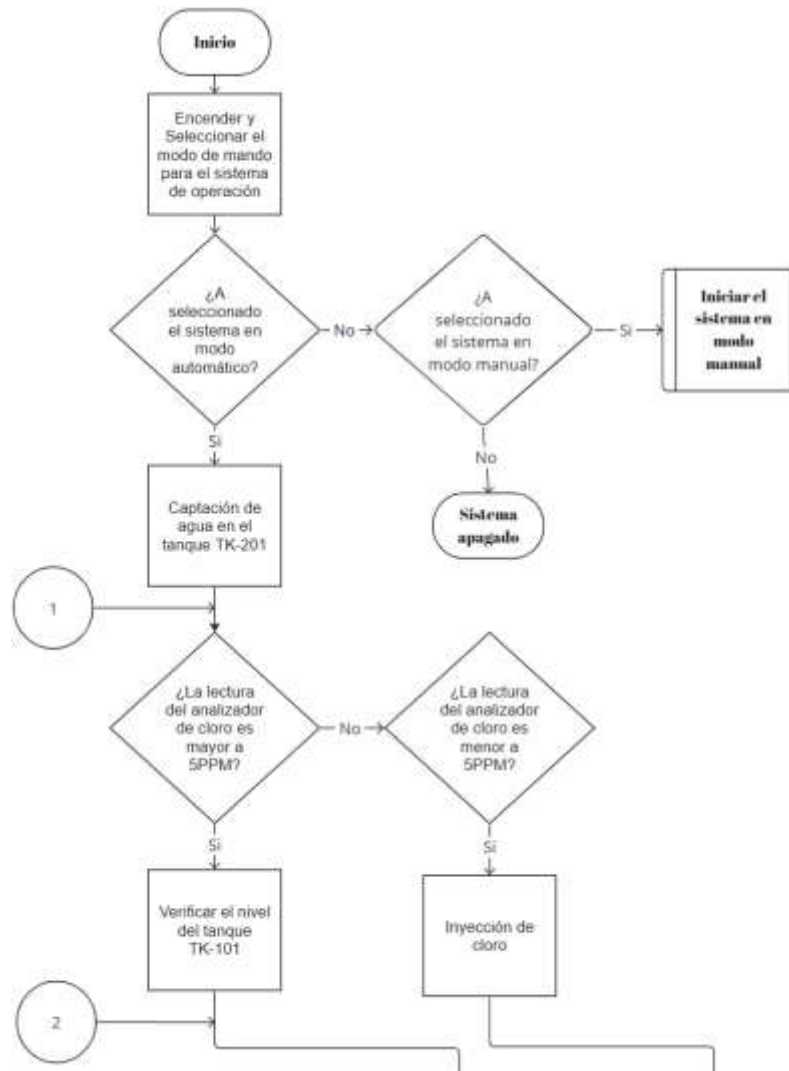 Inicio
Encender y
Seleccionar el
modo de mando
para el sistema
de operación
¿A
seleccionado
el sistema en
modo
automático?
No
¿A
seleccionado
el sistema en
modo manual?
Si
Iniciar el
sistema en
modo
manual
Si
No
Captación de
agua en el
tanque TK-201
Sistema
apagado
1
¿La lectura
del analizador
de cloro es
mayor a
5PPM?
No
¿La lectura
del analizador
de cloro es
menor a
5PPM?
Si
Si
Verificar el nivel
del tanque
TK-101
Inyección de
cloro
2